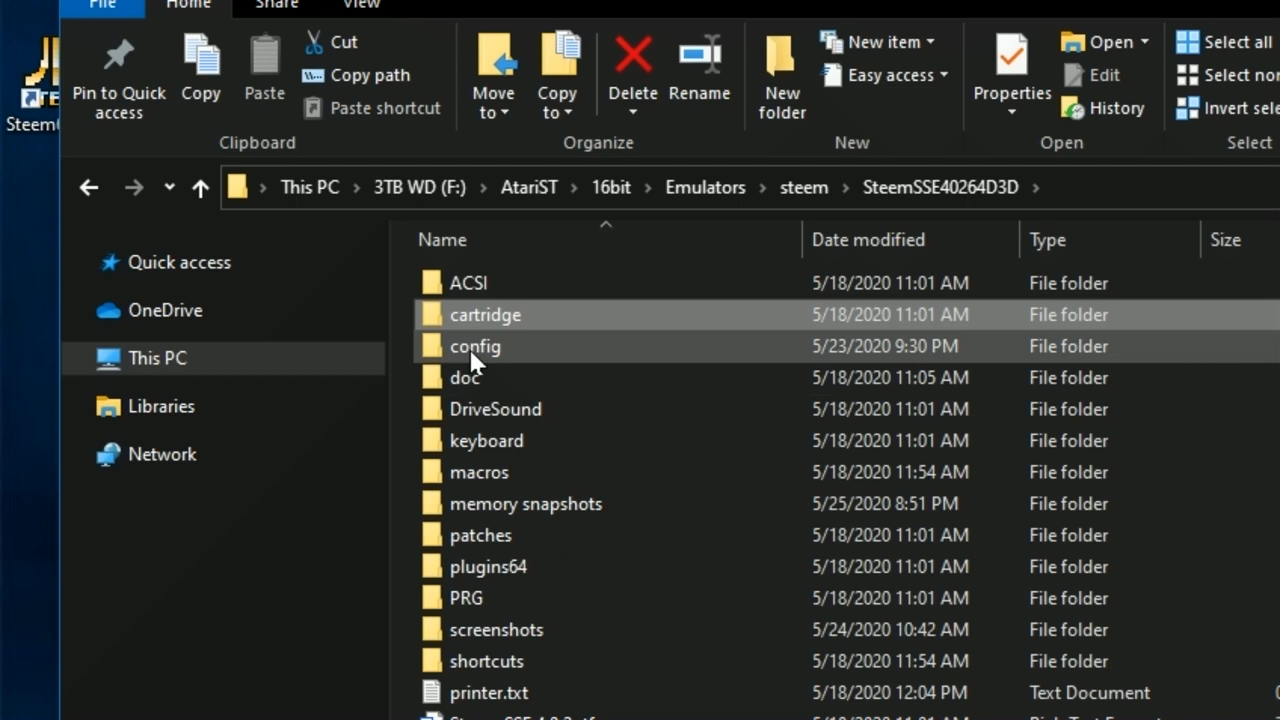 File Home Share View
Pin to Quick access
Copy
Paste
Cut
Copy path
Paste shortcut
Clipboard
Move to
Copy to
Delete
Rename
Organize
New folder
New item
Easy access
New
Properties
Open
Edit
History
Open
Select all
Select
This PC > 3TB WD (F:) > AtariST > 16bit > Emulators > steem > SteemSSE40264D3D >
Quick access
OneDrive
This PC
Libraries
Network
Name Date modified Type Size
ACSI 5/18/2020 11:01 AM File folder
cartridge 5/18/2020 11:01 AM File folder
config 5/23/2020 9:30 PM File folder
doc 5/18/2020 11:05 AM File folder
DriveSound 5/18/2020 11:01 AM File folder
keyboard 5/18/2020 11:01 AM File folder
macros 5/18/2020 11:54 AM File folder
memory snapshots 5/25/2020 8:51 PM File folder
patches 5/18/2020 11:01 AM File folder
plugins64 5/18/2020 11:01 AM File folder
PRG 5/18/2020 11:01 AM File folder
screenshots 5/24/2020 10:42 AM File folder
shortcuts 5/18/2020 11:54 AM File folder
printer.txt 5/18/2020 12:04 PM Text Document